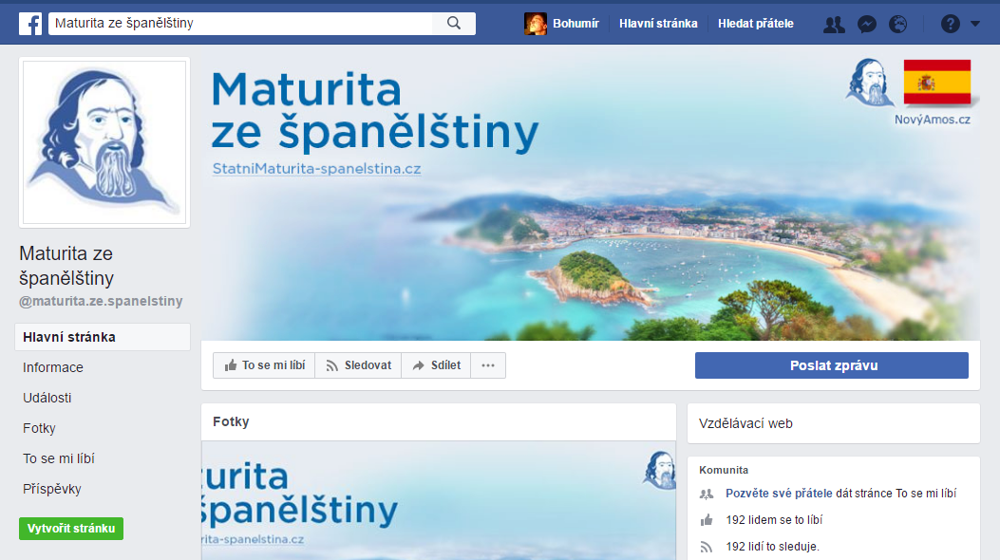 Maturita ze španělštiny
Bohumír
Hlavní stránka
Hledat přátele
Maturita
ze španělštiny
StatniMaturita-spanelstina.cz
NovýAmos.cz
Maturita ze
španělštiny
@maturita.ze.spanelstiny
Hlavní stránka
Informace
Události
Fotky
To se mi líbí
Příspěvky
Vytvořit stránku
To se mi líbí
Sledovat
Sdílet
Poslat zprávu
Fotky
urita
španělštiny
rita-spanelstina.cz
Vzdělávací web
Komunita
Pozvěte své přátele dát stránce To se mi líbí
192 lidem se to líbí
192 lidí to sleduje.